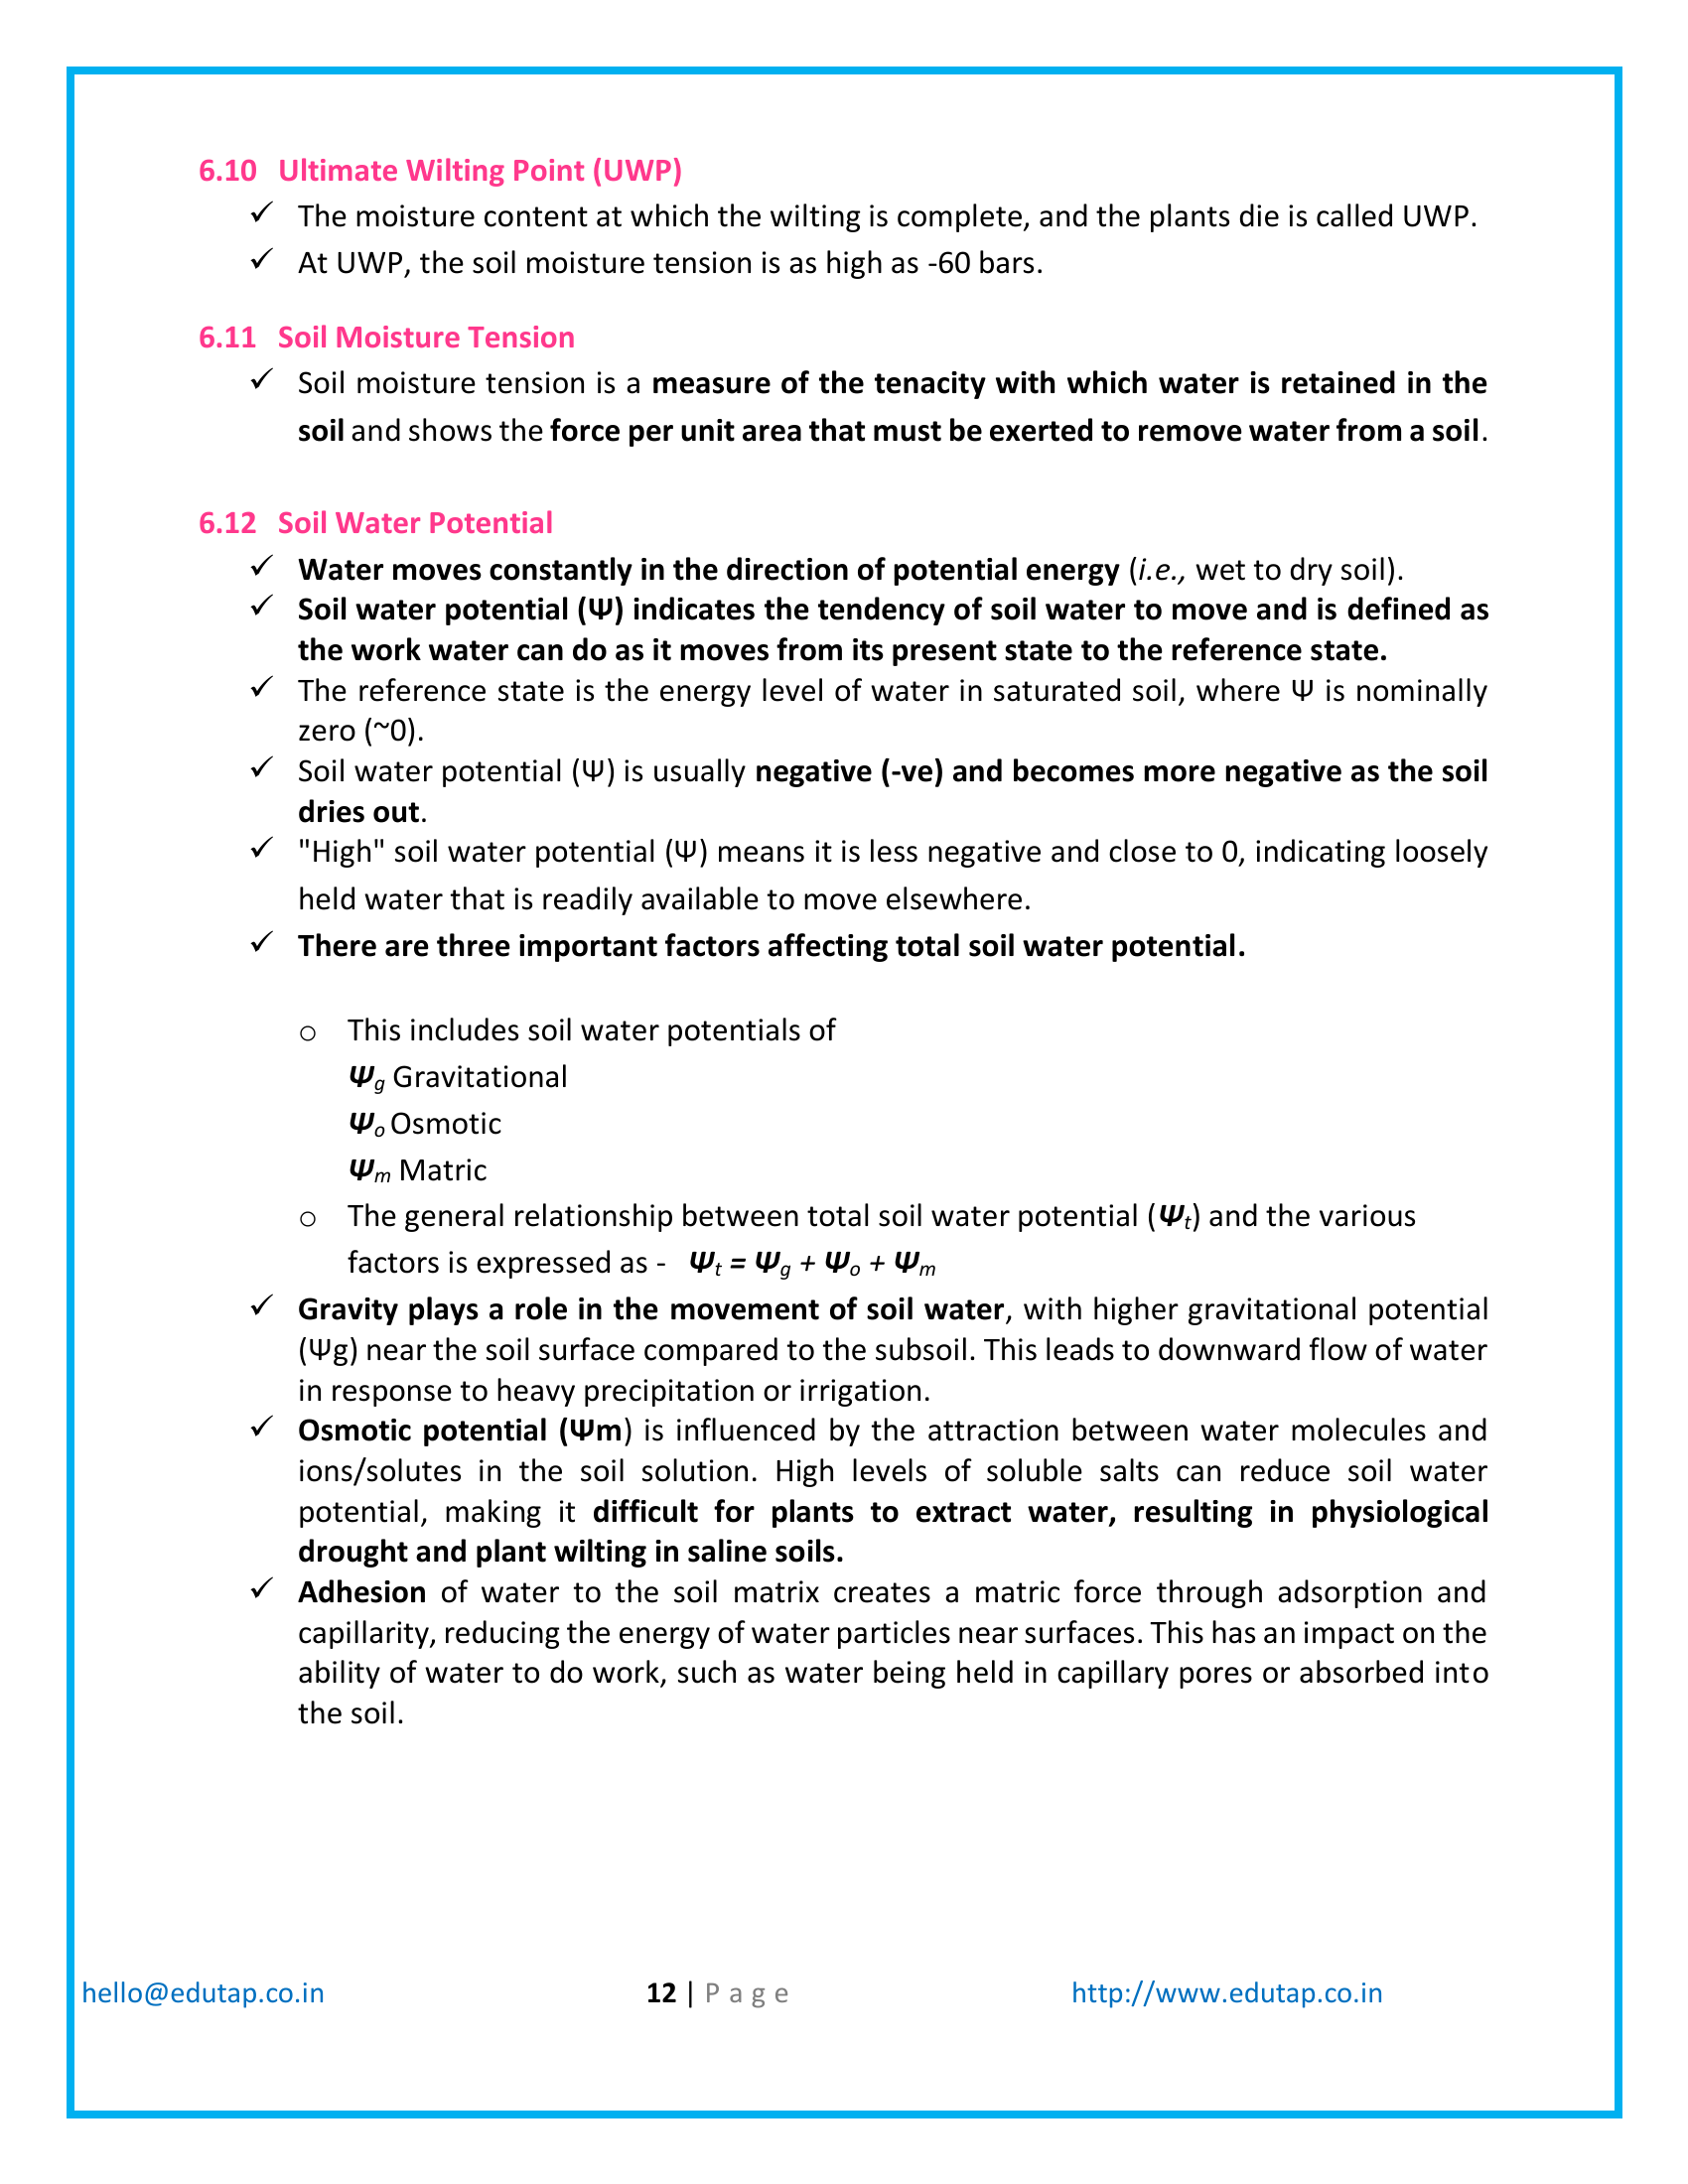 6.10 Ultimate Wilting Point (UWP)
✓ The moisture content at which the wilting is complete, and the plants die is called UWP.
✓ At UWP, the soil moisture tension is as high as -60 bars.
6.11 Soil Moisture Tension
✓ Soil moisture tension is a measure of the tenacity with which water is retained in the
soil and shows the force per unit area that must be exerted to remove water from a soil.
6.12 Soil Water Potential
✓ Water moves constantly in the direction of potential energy (i.e., wet to dry soil).
✓ Soil water potential (Ψ) indicates the tendency of soil water to move and is defined as
the work water can do as it moves from its present state to the reference state.
✓ The reference state is the energy level of water in saturated soil, where Ψ is nominally
zero (~0).
✓ Soil water potential (Ψ) is usually negative (-ve) and becomes more negative as the soil
dries out.
✓ "High" soil water potential (Ψ) means it is less negative and close to 0, indicating loosely
held water that is readily available to move elsewhere.
✓ There are three important factors affecting total soil water potential.
o This includes soil water potentials of
Ψg Gravitational
Ψo Osmotic
Ψm Matric
o The general relationship between total soil water potential (Ψt) and the various
factors is expressed as - Ψt = Ψg + Ψo + Ψm
✓ Gravity plays a role in the movement of soil water, with higher gravitational potential
(Ψg) near the soil surface compared to the subsoil. This leads to downward flow of water
in response to heavy precipitation or irrigation.
✓ Osmotic potential (Ψm) is influenced by the attraction between water molecules and
ions/solutes in the soil solution. High levels of soluble salts can reduce soil water
potential, making it difficult for plants to extract water, resulting in physiological
drought and plant wilting in saline soils.
✓ Adhesion of water to the soil matrix creates a matric force through adsorption and
capillarity, reducing the energy of water particles near surfaces. This has an impact on the
ability of water to do work, such as water being held in capillary pores or absorbed into
the soil.
hello@edutap.co.in 12 | P a g e http://www.edutap.co.in